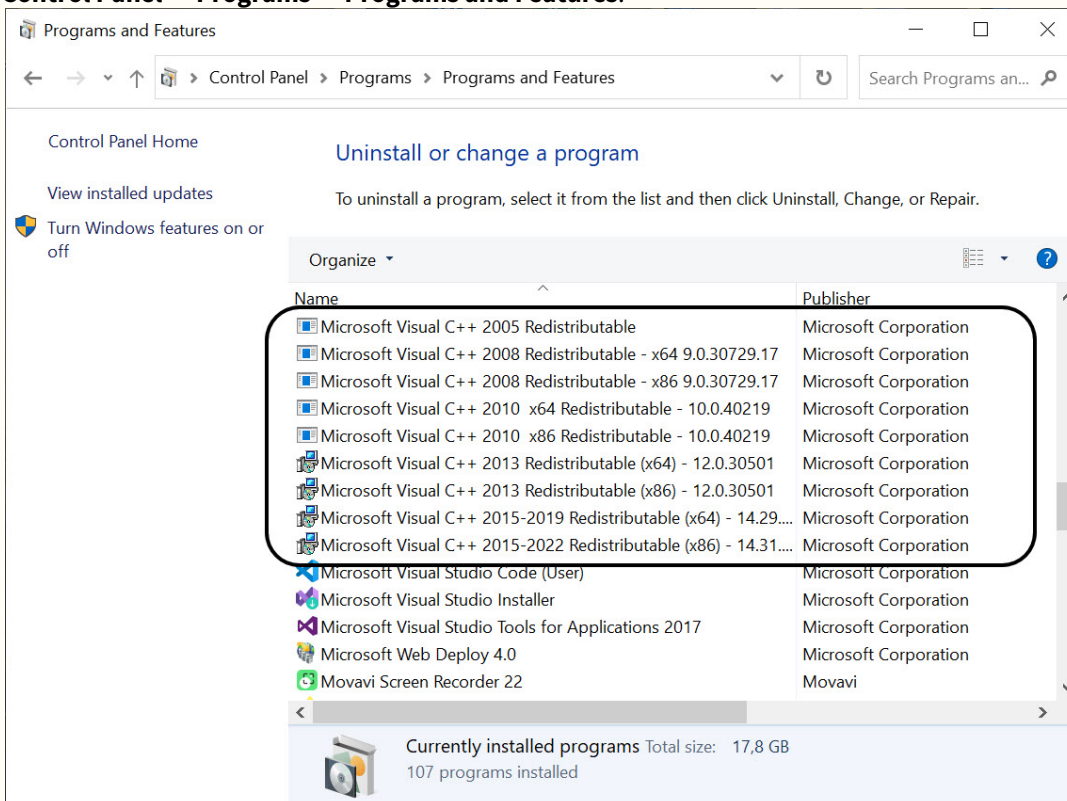 Control Panel > Programs > Programs and Features.
Programs and Features
Control Panel > Programs > Programs and Features
Search Programs an...
Control Panel Home
View installed updates
Turn Windows features on or
off
Uninstall or change a program
To uninstall a program, select it from the list and then click Uninstall, Change, or Repair.
Organize
Name Publisher
Microsoft Visual C++ 2005 Redistributable Microsoft Corporation
Microsoft Visual C++ 2008 Redistributable - x64 9.0.30729.17 Microsoft Corporation
Microsoft Visual C++ 2008 Redistributable - x86 9.0.30729.17 Microsoft Corporation
Microsoft Visual C++ 2010 x64 Redistributable - 10.0.40219 Microsoft Corporation
Microsoft Visual C++ 2010 x86 Redistributable - 10.0.40219 Microsoft Corporation
Microsoft Visual C++ 2013 Redistributable (x64) - 12.0.30501 Microsoft Corporation
Microsoft Visual C++ 2013 Redistributable (x86) - 12.0.30501 Microsoft Corporation
Microsoft Visual C++ 2015-2019 Redistributable (x64) - 14.29.... Microsoft Corporation
Microsoft Visual C++ 2015-2022 Redistributable (x86) - 14.31.... Microsoft Corporation
Microsoft Visual Studio Code (User) Microsoft Corporation
Microsoft Visual Studio Installer Microsoft Corporation
Microsoft Visual Studio Tools for Applications 2017 Microsoft Corporation
Microsoft Web Deploy 4.0 Microsoft Corporation
Movavi Screen Recorder 22 Movavi
Currently installed programs Total size: 17,8 GB
107 programs installed